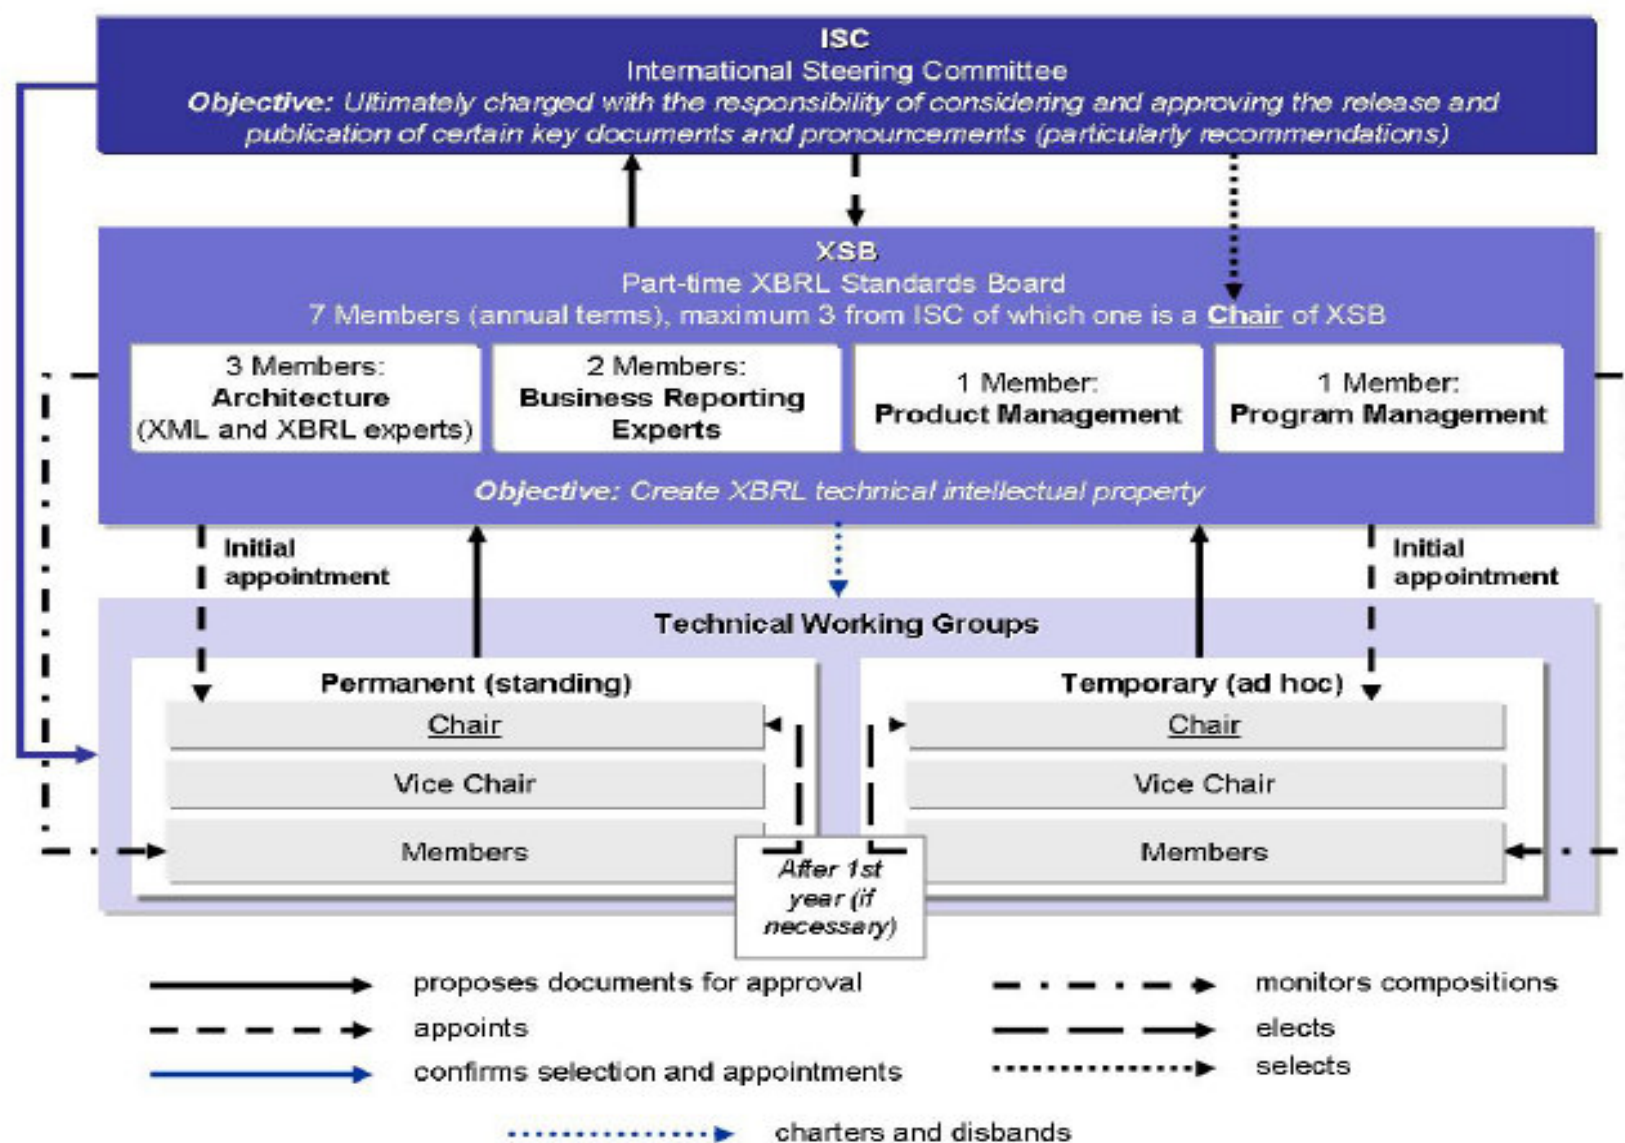 ISC
International Steering Committee
Objective: Ultimately charged with the responsibility of considering and approving the release and
publication of certain key documents and pronouncements (particularly recommendations)
XSB
Part-time XBRL Standards Board
7 Members (annual terms), maximum 3 from ISC of which one is a Chair of XSB
3 Members:
Architecture
(XML and XBRL experts)
2 Members:
Business Reporting
Experts
1 Member:
Product Management
1 Member:
Program Management
Objective: Create XBRL technical intellectual property
Initial
appointment
Initial
appointment
Technical Working Groups
Permanent (standing)
Chair
Vice Chair
Members
Temporary (ad hoc)
Chair
Vice Chair
Members
After 1st
year (if
necessary)
proposes documents for approval
appoints
confirms selection and appointments
monitors compositions
elects
selects
charters and disbands